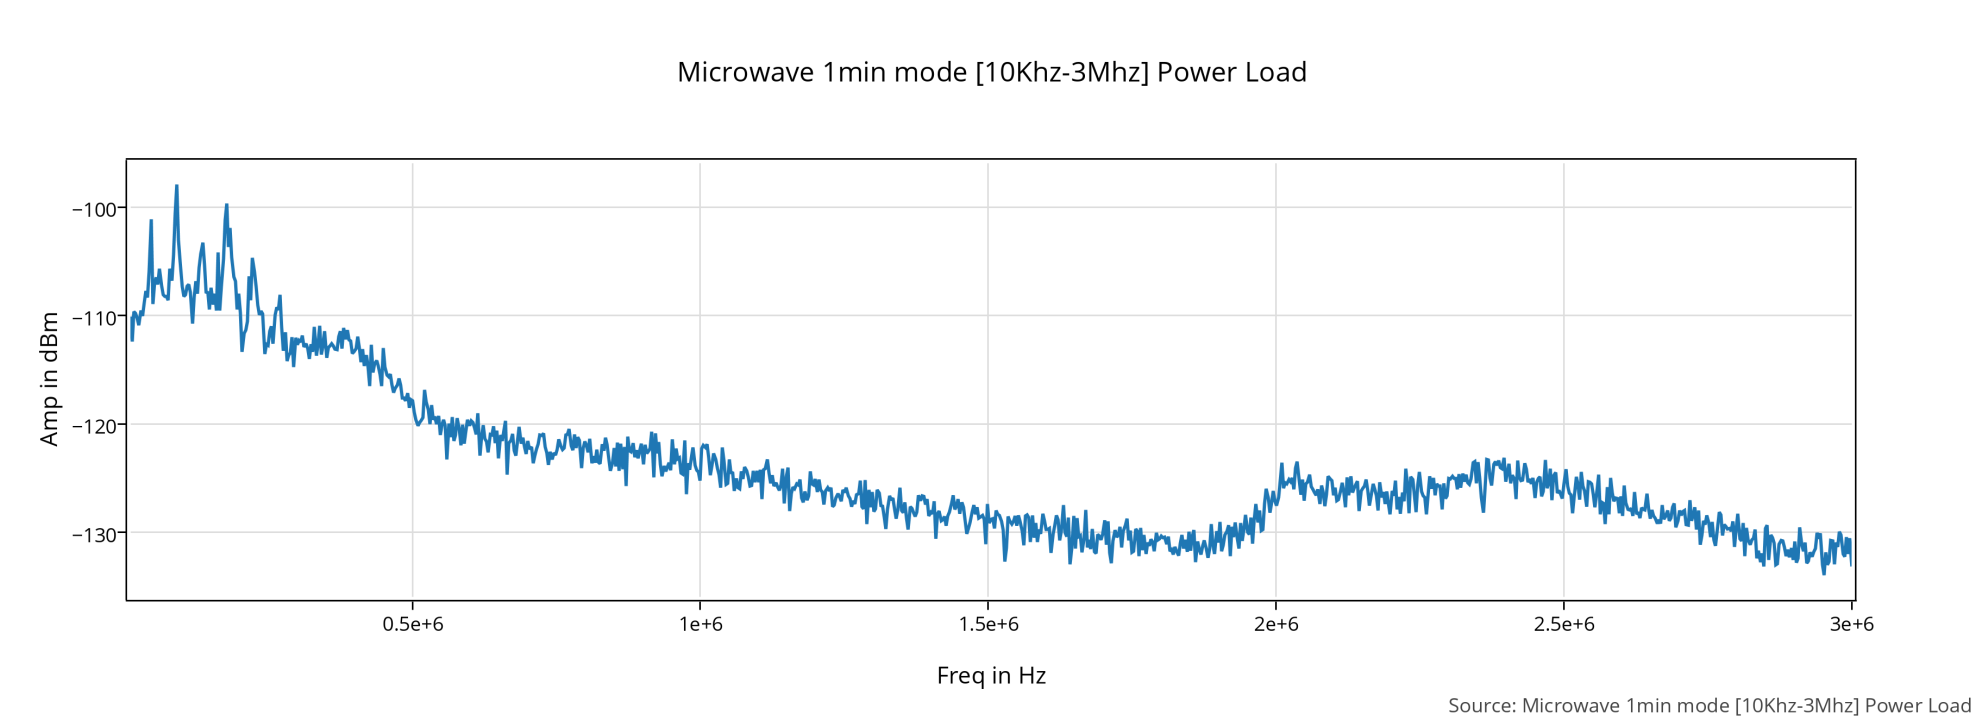 Microwave 1min mode [10Khz-3Mhz] Power Load
Amp in dBm
−100
−110
−120
−130
0.5e+6
1e+6
1.5e+6
2e+6
2.5e+6
3e+6
Freq in Hz
Source: Microwave 1min mode [10Khz-3Mhz] Power Load